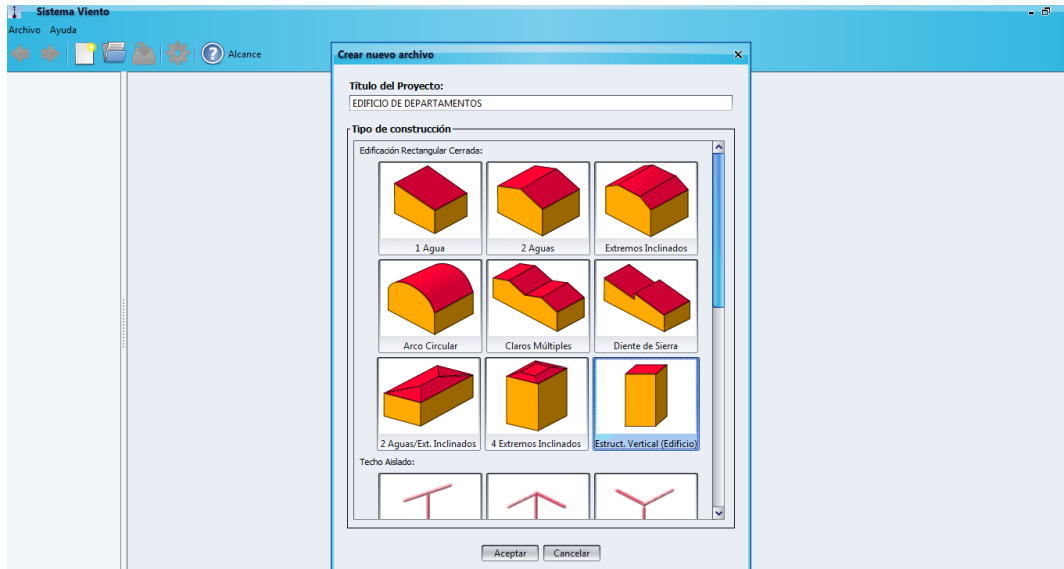 Sistema Viento
Archivo Ayuda
? Alcance
Crear nuevo archivo
Título del Proyecto:
EDIFICIO DE DEPARTAMENTOS
Tipo de construcción
Edificación Rectangular Cerrada:
1 Agua
2 Aguas
Extremos Inclinados
Arco Circular
Claros Múltiples
Diente de Sierra
2 Aguas/Ext. Inclinados
4 Extremos Inclinados
Estruct. Vertical (Edificio)
Techo Aislado:
Aceptar Cancelar